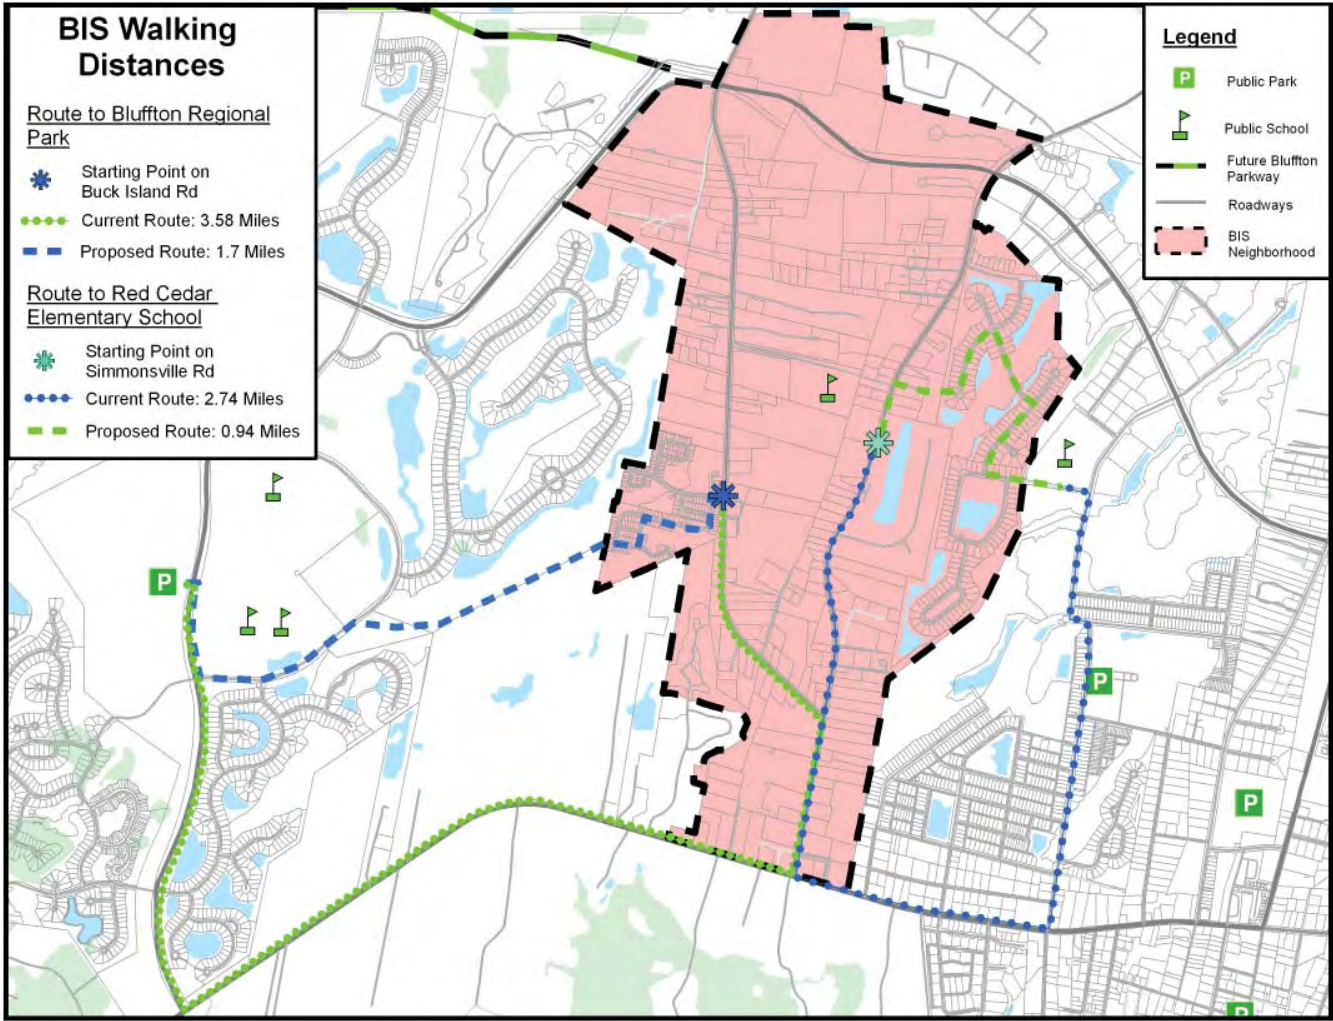 BIS Walking
Distances
Route to Bluffton Regional
Park
Starting Point on
Buck Island Rd
Current Route: 3.58 Miles
Proposed Route: 1.7 Miles
Route to Red Cedar
Elementary School
Starting Point on
Simmonsville Rd
Current Route: 2.74 Miles
Proposed Route: 0.94 Miles
Legend
P Public Park
Public School
Future Bluffton
Parkway
Roadways
BIS
Neighborhood
P
P
P
P